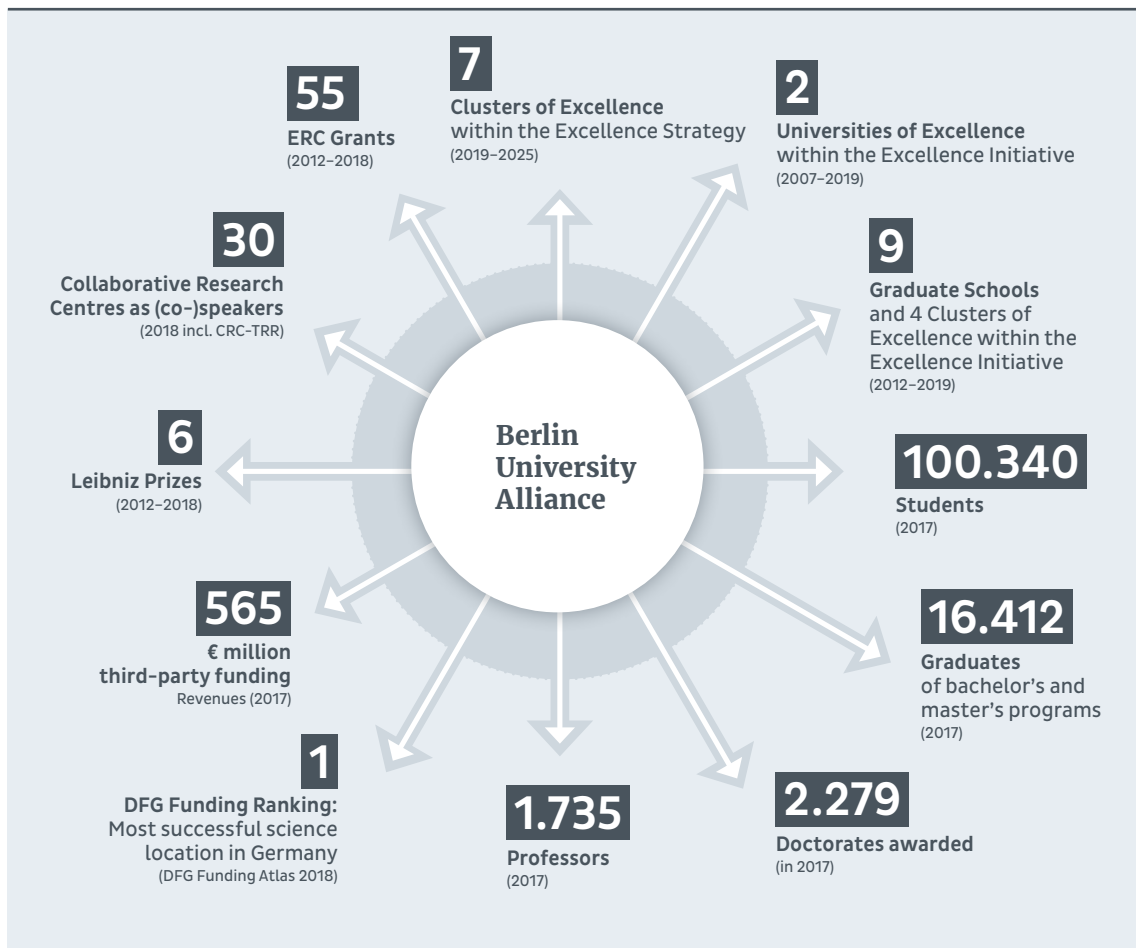 55
ERC Grants
(2012–2018)
7
Clusters of Excellence
within the Excellence Strategy
(2019–2025)
2
Universities of Excellence
within the Excellence Initiative
(2007–2019)
30
Collaborative Research
Centres as (co-)speakers
(2018 incl. CRC-TRR)
9
Graduate Schools
and 4 Clusters of
Excellence within the
Excellence Initiative
(2012–2019)
6
Leibniz Prizes
(2012–2018)
Berlin
University
Alliance
100.340
Students
(2017)
565
€ million
third-party funding
Revenues (2017)
16.412
Graduates
of bachelor’s and
master’s programs
(2017)
1
DFG Funding Ranking:
Most successful science
location in Germany
(DFG Funding Atlas 2018)
1.735
Professors
(2017)
2.279
Doctorates awarded
(in 2017)